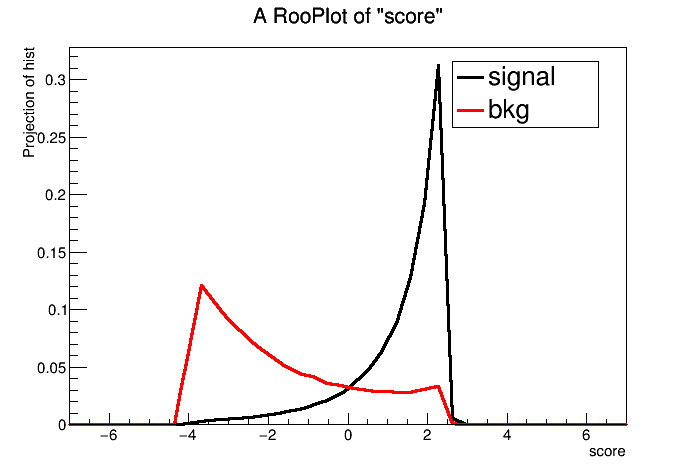 A RooPlot of "score"
Projection of hist
0.3
0.25
0.2
0.15
0.1
0.05
0
signal
bkg
−6 −4 −2 0 2 4 6
score